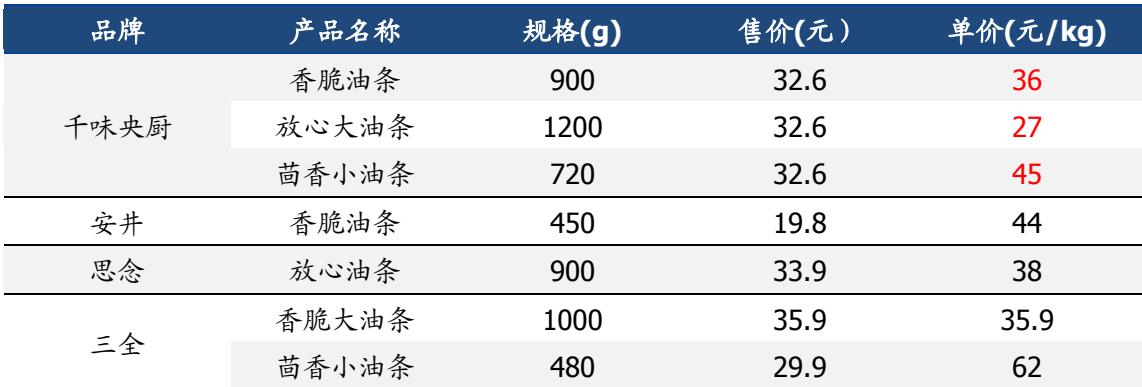 品牌 产品名称 规格(g) 售价(元） 单价(元/kg)
香脆油条 900 32.6 36
千味央厨 放心大油条 1200 32.6 27
茴香小油条 720 32.6 45
安井 香脆油条 450 19.8 44
思念 放心油条 900 33.9 38
三全 香脆大油条 1000 35.9 35.9
茴香小油条 480 29.9 62